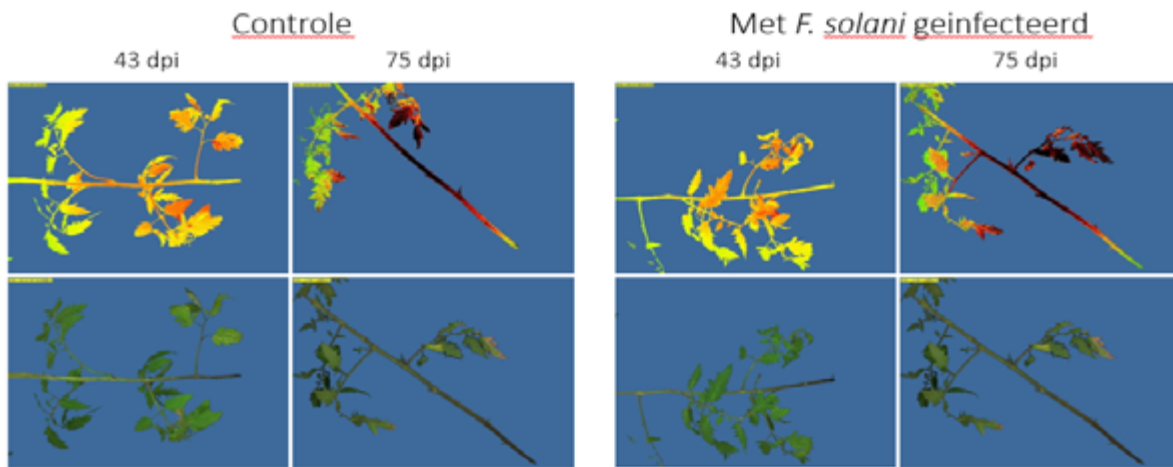 Controle
Met F. solani geinfecteerd
43 dpi
75 dpi
43 dpi
75 dpi